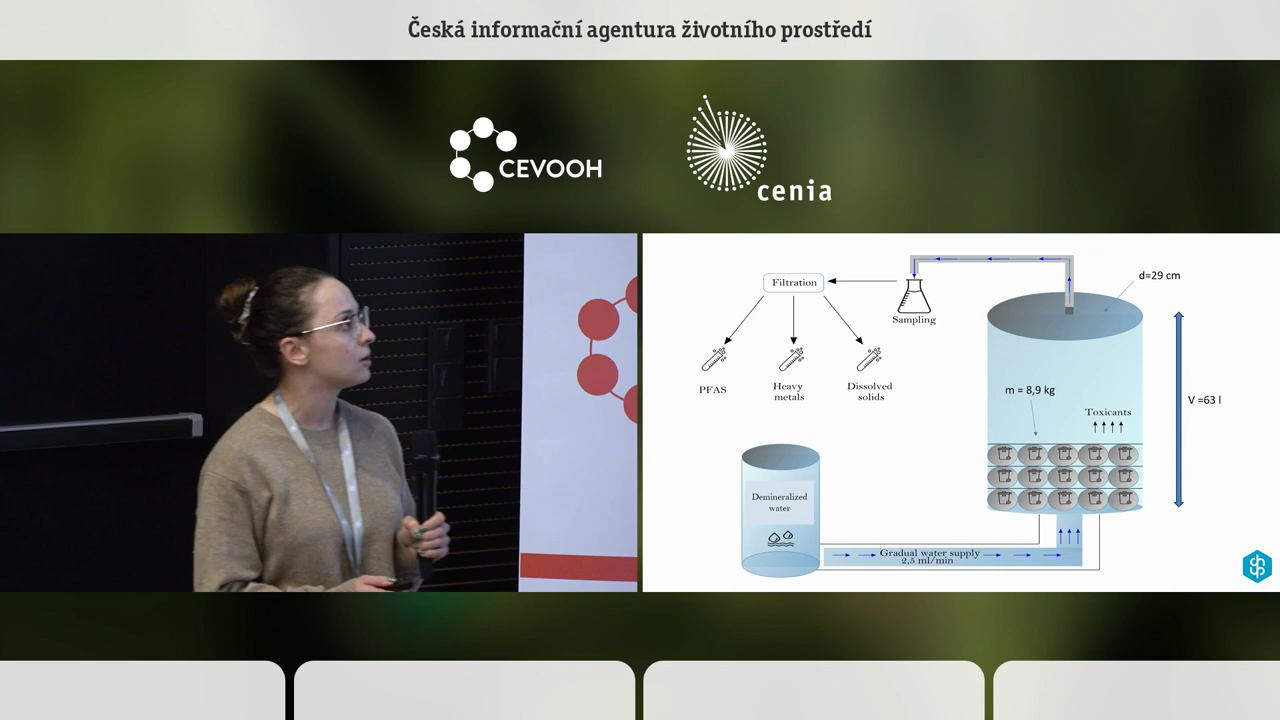 Česká informační agentura životního prostředí
CEVOOH
cenia
Filtration
Sampling
d=29 cm
PFAS
Heavy
metals
Dissolved
solids
m = 8,9 kg
Toxicants
V =63 l
Demineralized
water
Gradual water supply
2,5 ml/min